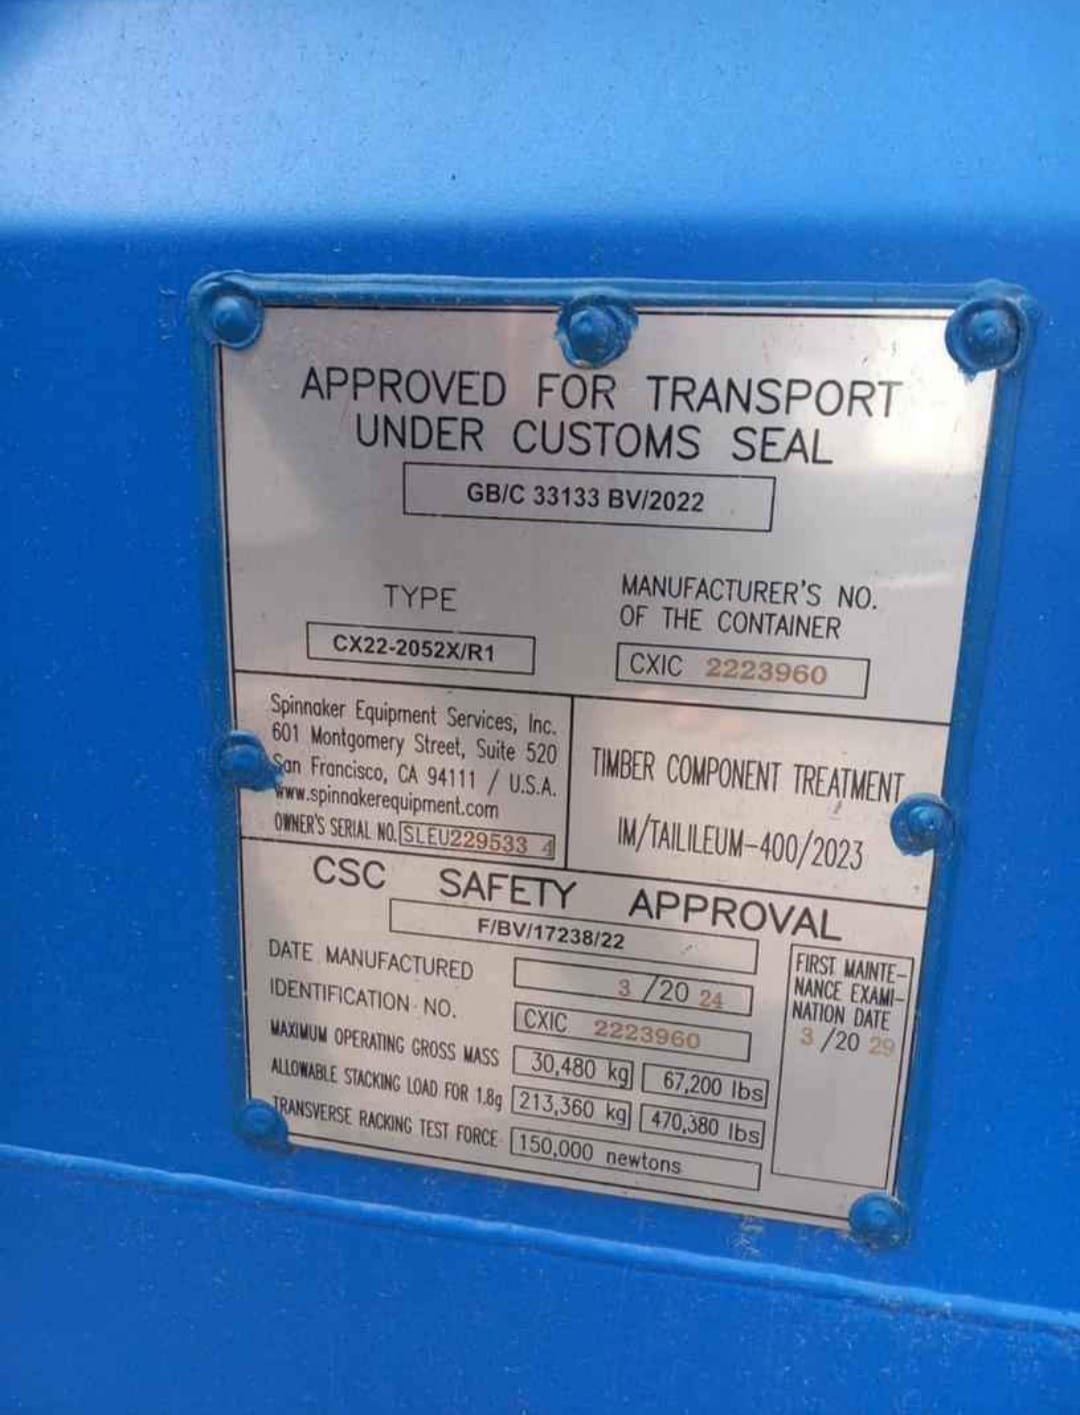 APPROVED FOR TRANSPORT
UNDER CUSTOMS SEAL
GB/C 33133 BV/2022
TYPE
CX22-2052X/R1
MANUFACTURER'S NO.
OF THE CONTAINER
CXIC 2223960
Spinnaker Equipment Services, Inc.
601 Montgomery Street, Suite 520
San Francisco, CA 94111 / U.S.A.
www.spinnakerequipment.com
OWNER'S SERIAL NO. SLEU229533 4
TIMBER COMPONENT TREATMENT
IM/TAILILEUM-400/2023
CSC SAFETY APPROVAL
F/BV/17238/22
DATE MANUFACTURED 3 /20 24
IDENTIFICATION NO. CXIC 2223960
MAXIMUM OPERATING GROSS MASS 30,480 kg 67,200 lbs
ALLOWABLE STACKING LOAD FOR 1.8g 213,360 kg 470,380 lbs
TRANSVERSE RACKING TEST FORCE 150,000 newtons
FIRST MAINTE-
NANCE EXAMI-
NATION DATE
3 /20 29